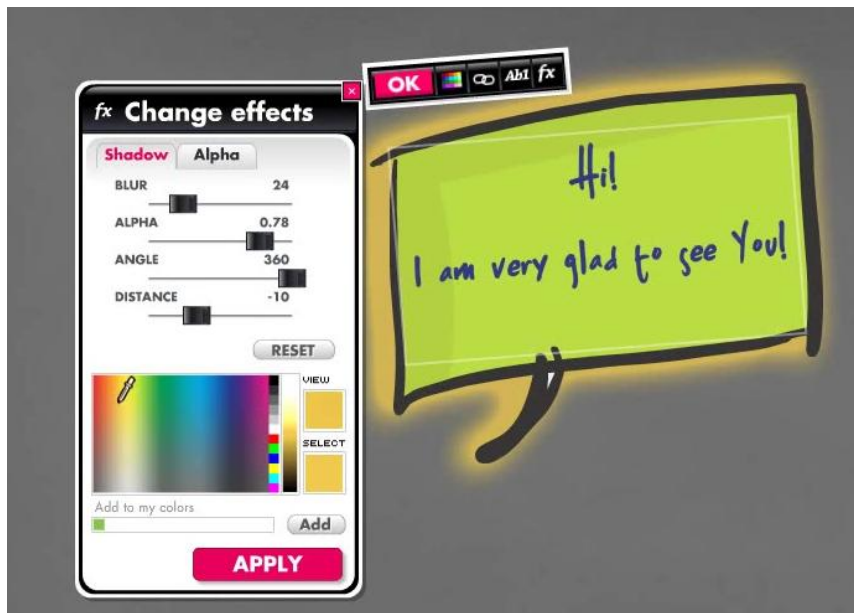 OK Ab1 fx
fx Change effects
Shadow Alpha
BLUR 24
ALPHA 0.78
ANGLE 360
DISTANCE -10
RESET
VIEW
SELECT
Add to my colors
Add
APPLY
Hi!
I am very glad to see You!